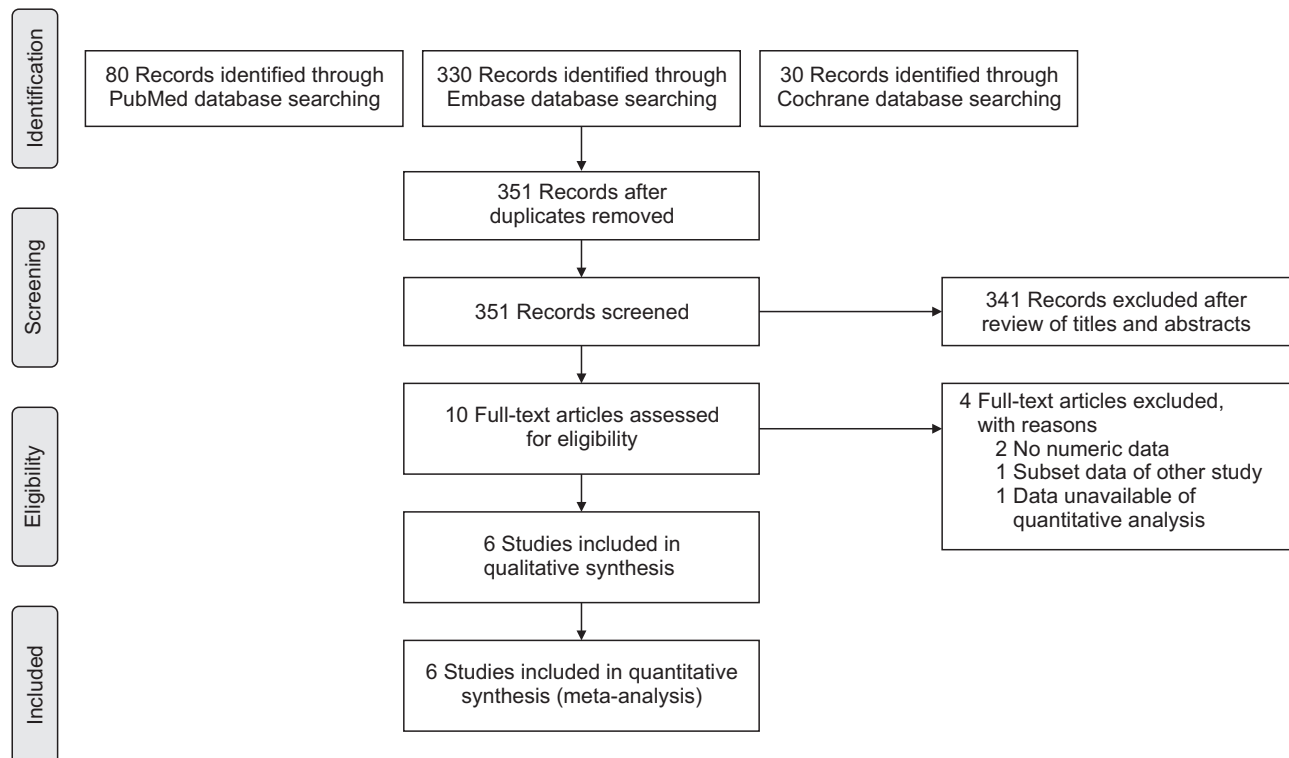 Identification
80 Records identified through
PubMed database searching
330 Records identified through
Embase database searching
30 Records identified through
Cochrane database searching
351 Records after
duplicates removed
Screening
351 Records screened
341 Records excluded after
review of titles and abstracts
Eligibility
10 Full-text articles assessed
for eligibility
4 Full-text articles excluded,
with reasons
2 No numeric data
1 Subset data of other study
1 Data unavailable of
quantitative analysis
6 Studies included in
qualitative synthesis
Included
6 Studies included in quantitative
synthesis (meta-analysis)